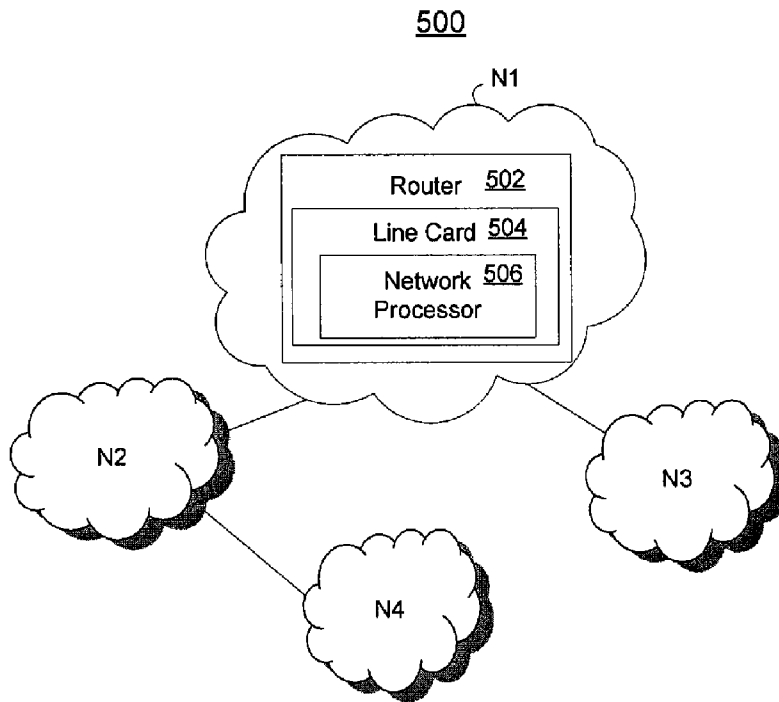 500
N1
Router 502
Line Card 504
Network 506
Processor
N2
N3
N4